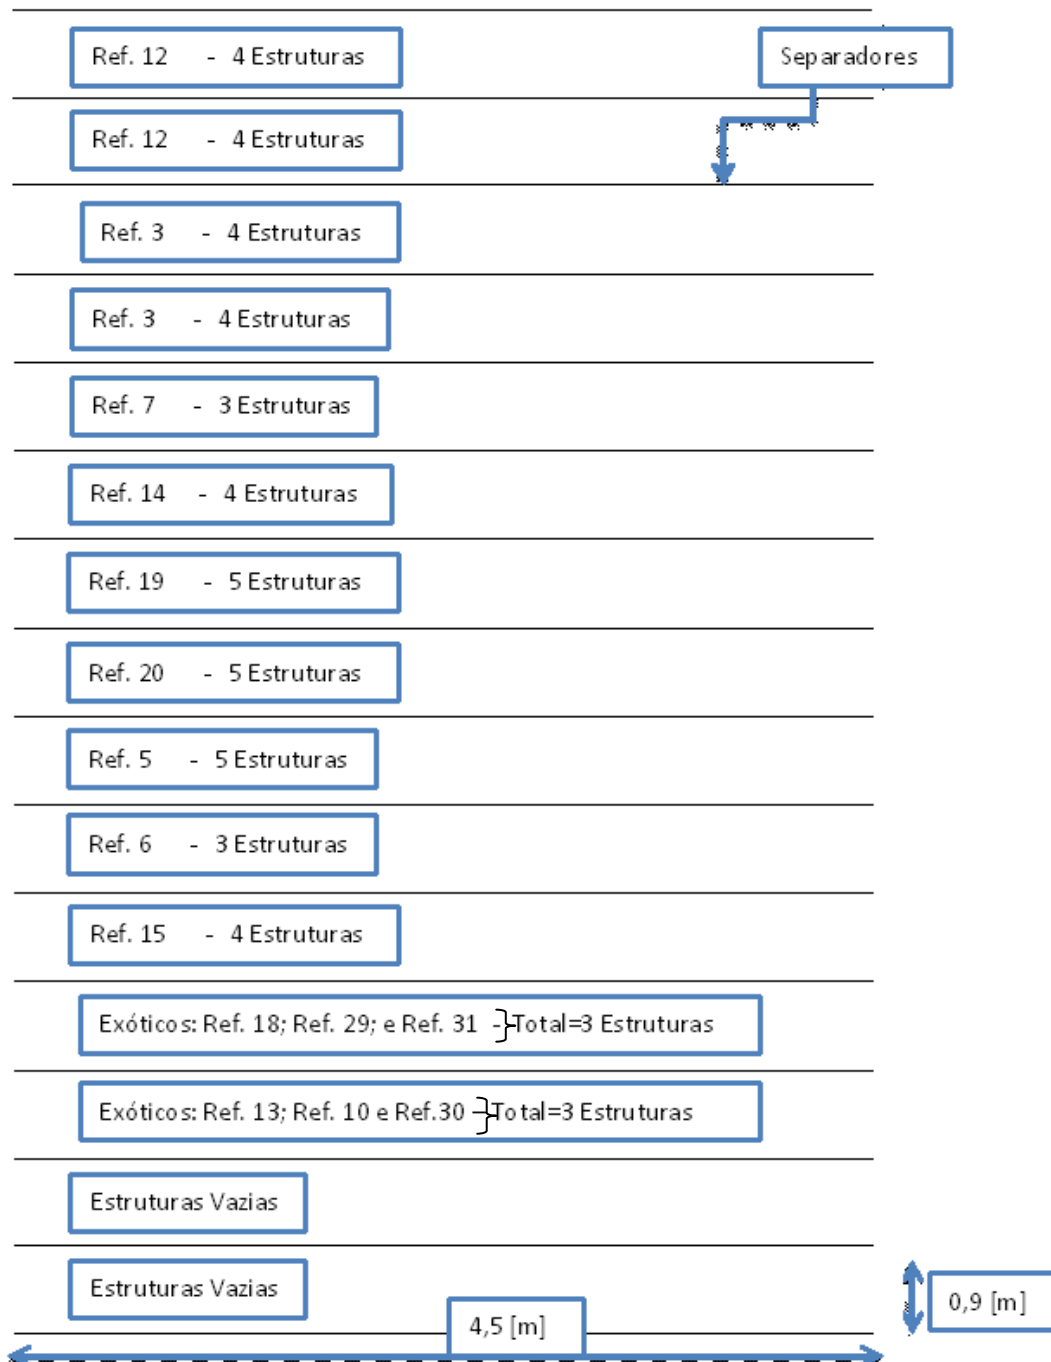 Ref. 12 - 4 Estruturas
Separadores
Ref. 12 - 4 Estruturas
Ref. 3 - 4 Estruturas
Ref. 3 - 4 Estruturas
Ref. 7 - 3 Estruturas
Ref. 14 - 4 Estruturas
Ref. 19 - 5 Estruturas
Ref. 20 - 5 Estruturas
Ref. 5 - 5 Estruturas
Ref. 6 - 3 Estruturas
Ref. 15 - 4 Estruturas
Exóticos: Ref. 18; Ref. 29; e Ref. 31 - Total=3 Estruturas
Exóticos: Ref. 13; Ref. 10 e Ref.30 - Total=3 Estruturas
Estruturas Vazias
Estruturas Vazias
0,9 [m]
4,5 [m]